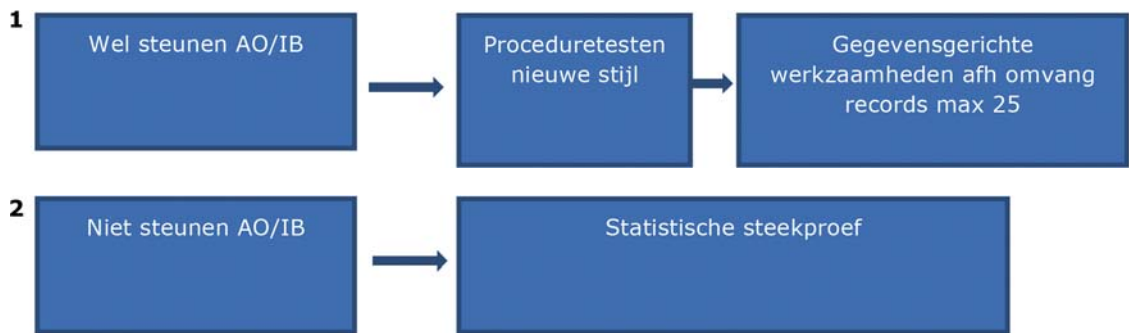 1
Wel steunen AO/IB
Proceduretesten
nieuwe stijl
Gegevensgerichte
werkzaamheden afh omvang
records max 25
2
Niet steunen AO/IB
Statistische steekproef